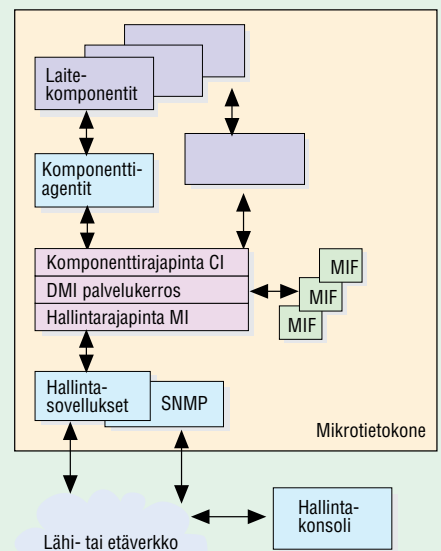 Laite-
komponentit
Komponentti-
agentit
Komponenttirajapinta CI
DMI palvelukerros
Hallintarajapinta MI
MIF
MIF
MIF
Hallinta-
sovellukset
SNMP
Mikrotietokone
Hallinta-
konsoli
Lähi- tai etäverkko